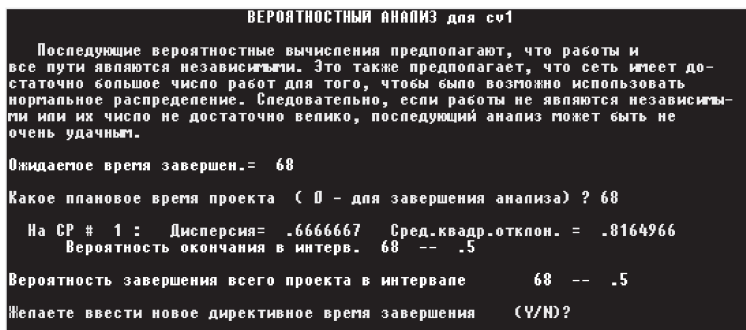 ВЕРОЯТНОСТНЫЙ АНАЛИЗ для cv1
Последующие вероятностные вычисления предполагают, что работы и
все пути являются независимыми. Это также предполагает, что сеть имеет до-
статочно большое число работ для того, чтобы было возможно использовать
нормальное распределение. Следовательно, если работы не являются независимы-
ми или их число не достаточно велико, последующий анализ может быть не
очень удачным.
Ожидаемое время завершен.= 68
Какое плановое время проекта ( 0 - для завершения анализа) ? 68
На CP # 1 : Дисперсия= .6666667 Сред.квадр.отклон. = .8164966
Вероятность окончания в интерв. 68 -- .5
Вероятность завершения всего проекта в интервале 68 -- .5
Желаете ввести новое директивное время завершения (Y/N)?